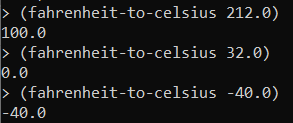 > (fahrenheit-to-celsius 212.0)
100.0
> (fahrenheit-to-celsius 32.0)
0.0
> (fahrenheit-to-celsius -40.0)
-40.0